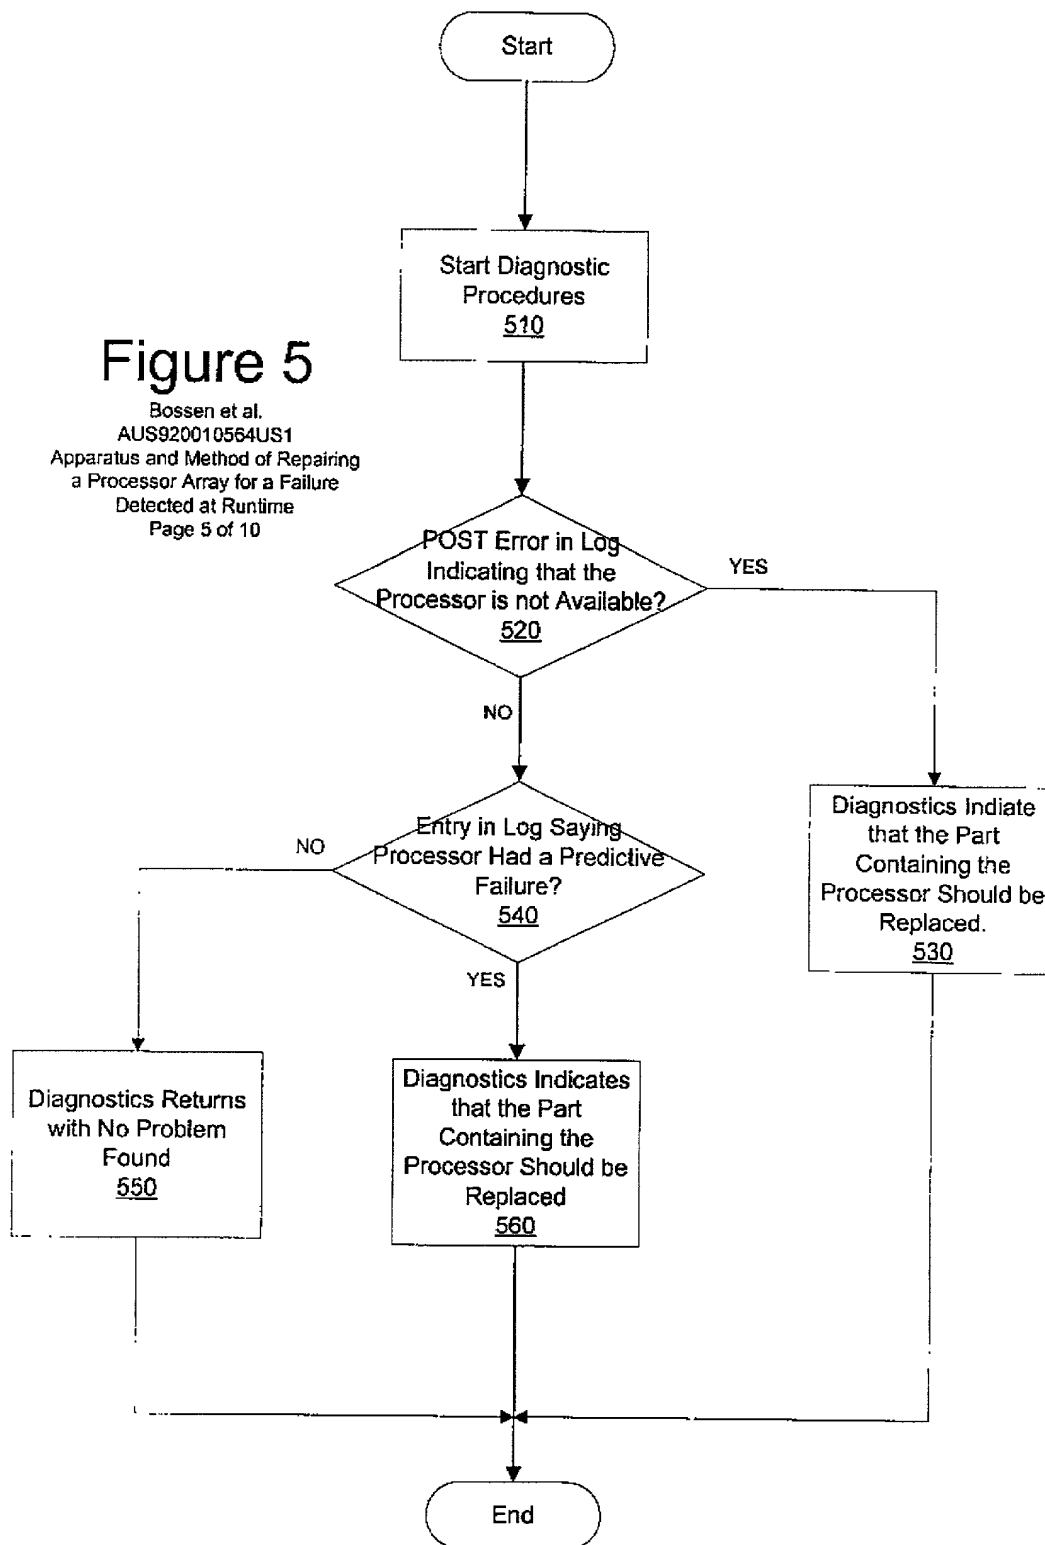 Start
Start Diagnostic
Procedures
510
Figure 5
Bossen et al.
AUS920010564US1
Apparatus and Method of Repairing
a Processor Array for a Failure
Detected at Runtime
Page 5 of 10
POST Error in Log
Indicating that the
Processor is not Available?
520
YES
NO
Entry in Log Saying
Processor Had a Predictive
Failure?
540
NO
YES
Diagnostics Indiate
that the Part
Containing the
Processor Should be
Replaced.
530
Diagnostics Returns
with No Problem
Found
550
Diagnostics Indicates
that the Part
Containing the
Processor Should be
Replaced
560
End